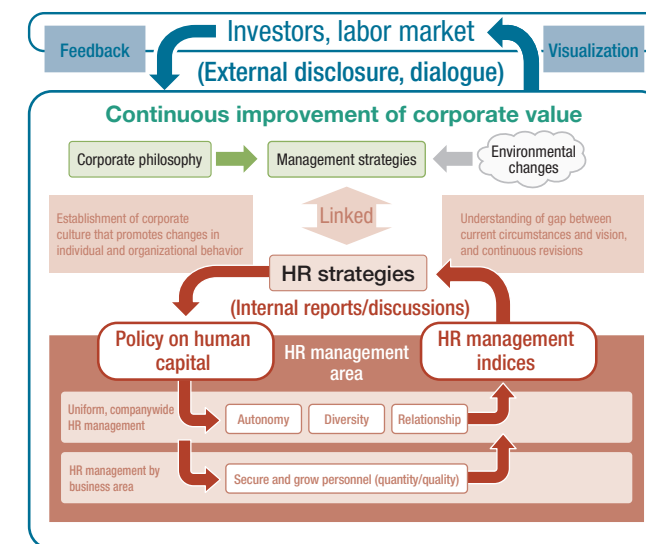 Investors, labor market
Feedback
Visualization
(External disclosure, dialogue)
Continuous improvement of corporate value
Corporate philosophy
Management strategies
Environmental
changes
Linked
Establishment of corporate
culture that promotes changes in
individual and organizational behavior
Understanding of gap between
current circumstances and vision,
and continuous revisions
HR strategies
(Internal reports/discussions)
Policy on human
capital
HR management
area
HR management
indices
Uniform, companywide
HR management
Autonomy
Diversity
Relationship
HR management by
business area
Secure and grow personnel (quantity/quality)